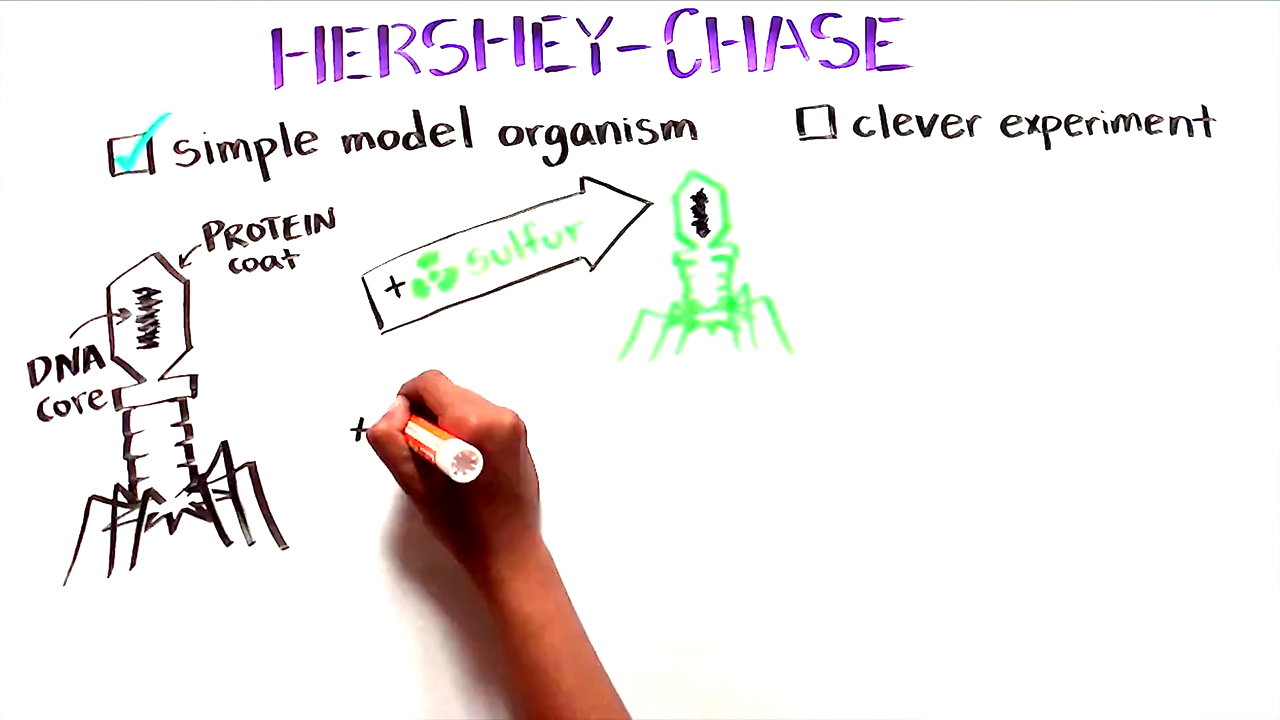 HERSHEY-CHASE
simple model organism
clever experiment
PROTEIN
coat
DNA
core
+ sulfur
+